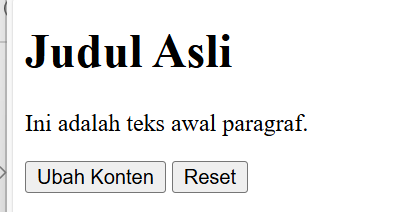 Judul Asli
Ini adalah teks awal paragraf.
Ubah Konten Reset